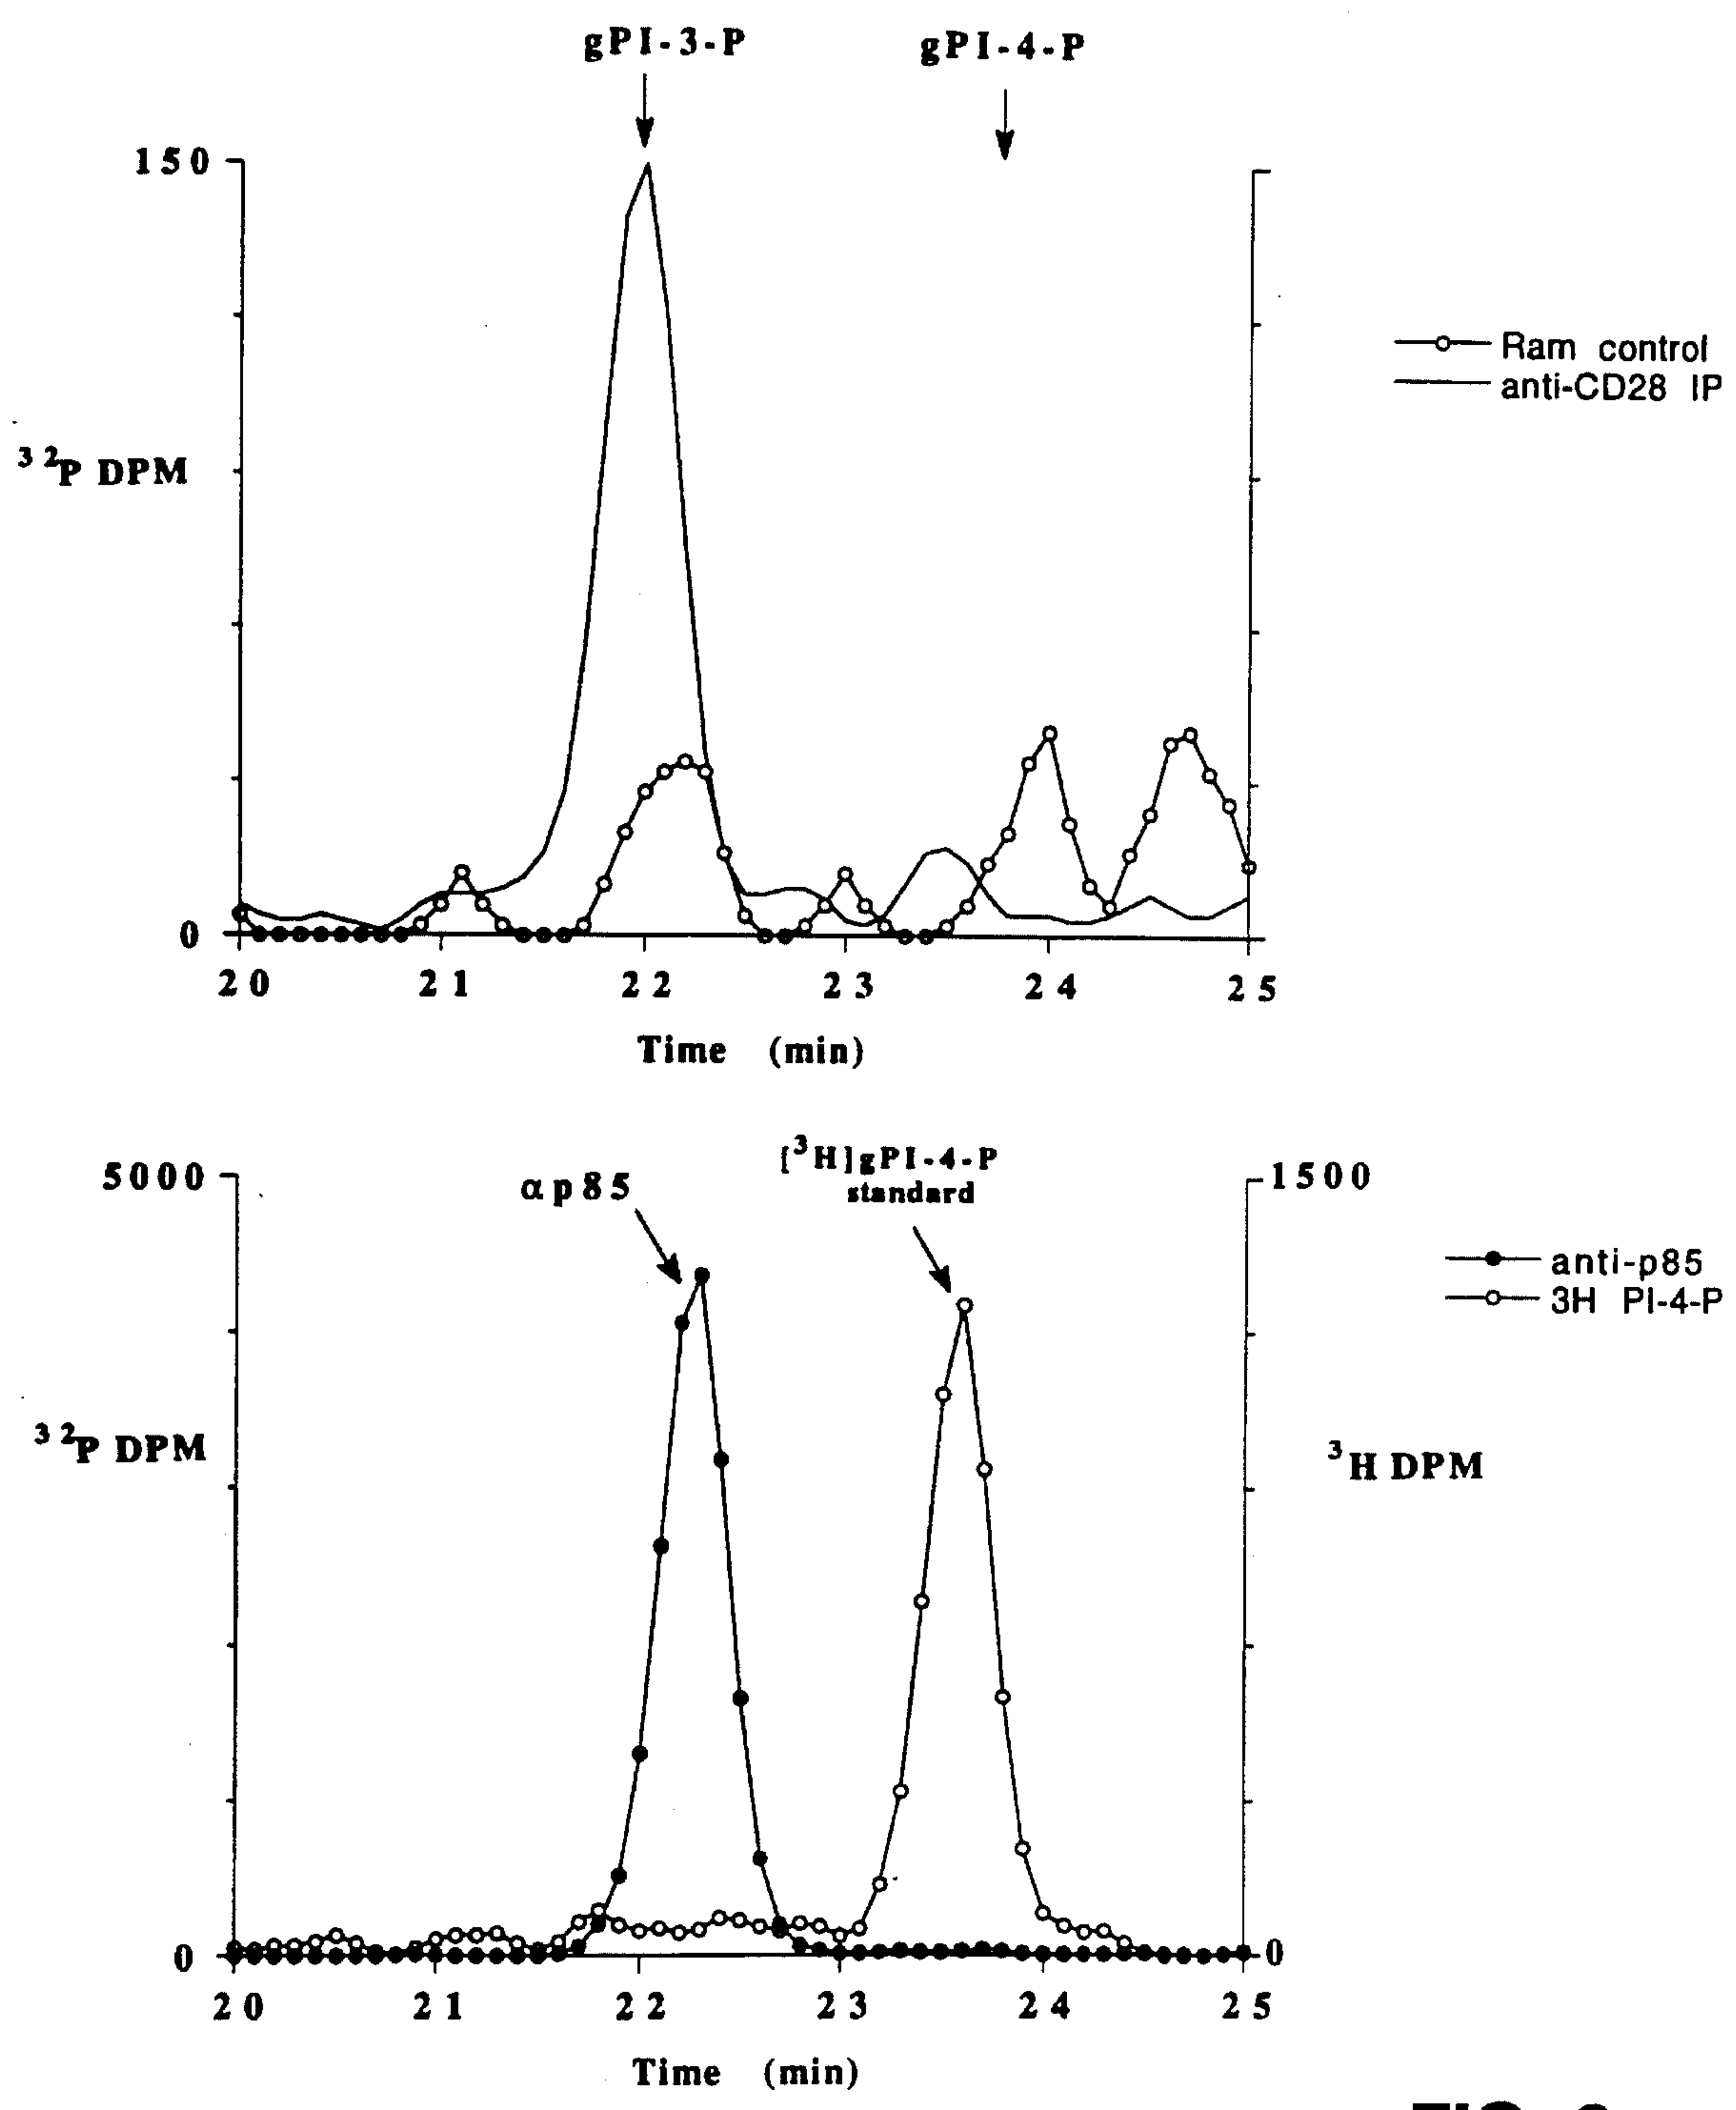 gPI-3-P gPI-4-P
150
Ram control
anti-CD28 IP
³²P DPM
0
20 21 22 23 24 25
Time (min)
5000
αp85
[³H]gPI-4-P
standard
1500
anti-p85
3H PI-4-P
³²P DPM
³H DPM
0
0
20 21 22 23 24 25
Time (min)